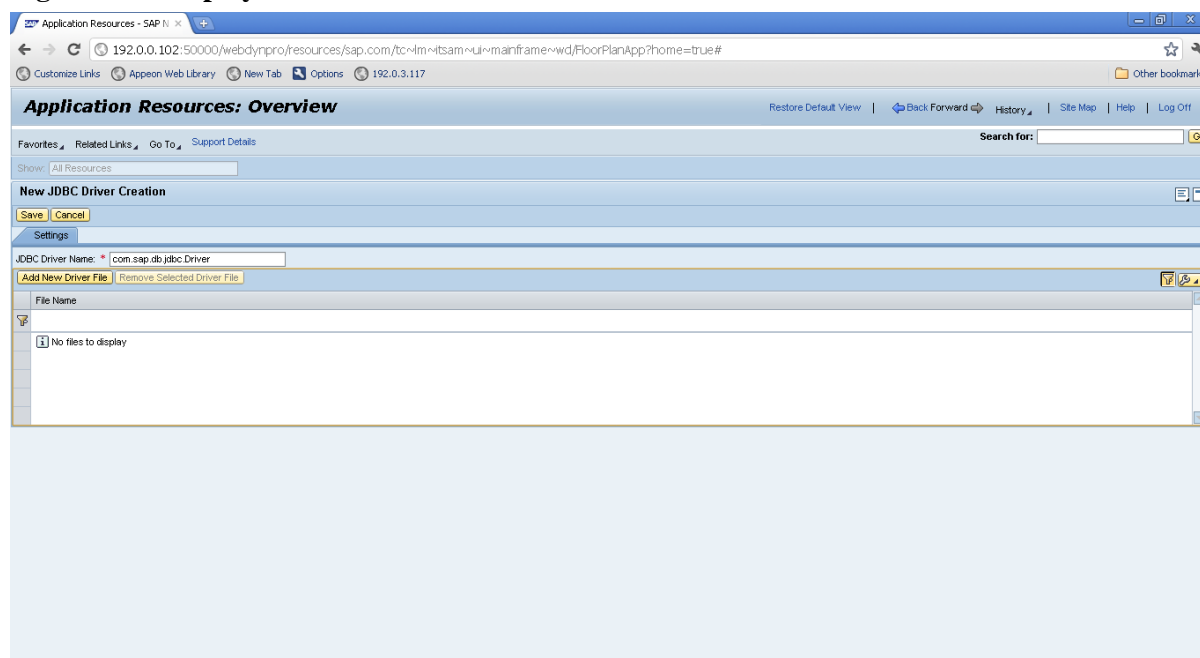 Application Resources - SAP N
192.0.0.102:50000/webdynpro/resources/sap.com/tc~lm~itsam~ui~mainframe~wd/FloorPlanApp?home=true#
Customize Links Appeon Web Library New Tab Options 192.0.3.117 Other bookmark
Application Resources: Overview Restore Default View | Back Forward History | Site Map | Help | Log Off
Favorites Related Links Go To Support Details Search for: G
Show: All Resources
New JDBC Driver Creation
Save Cancel
Settings
JDBC Driver Name: * com.sap.db.jdbc.Driver
Add New Driver File Remove Selected Driver File
File Name
No files to display